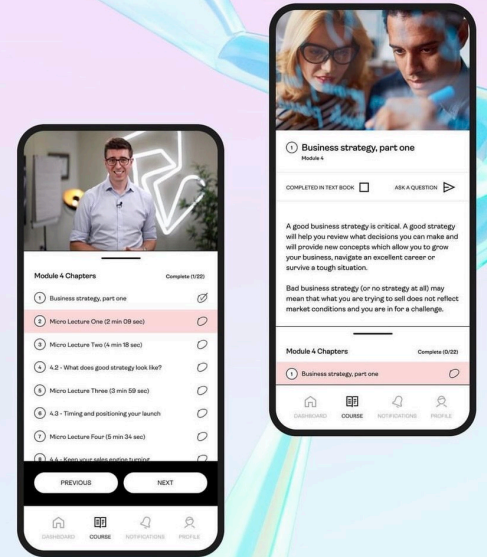 Module 4 Chapters
Complete (1/22)
1 Business strategy, part one
2 Micro Lecture One (2 min 09 sec)
3 Micro Lecture Two (4 min 18 sec)
4 4.2 - What does good strategy look like?
5 Micro Lecture Three (3 min 59 sec)
6 4.3 - Timing and positioning your launch
7 Micro Lecture Four (5 min 34 sec)
8 4.4 - Keep your sales engine turning
PREVIOUS
NEXT
DASHBOARD
COURSE
NOTIFICATIONS
PROFILE
1 Business strategy, part one
Module 4
COMPLETED IN TEXT BOOK
ASK A QUESTION
A good business strategy is critical. A good strategy
will help you review what decisions you can make and
will provide new concepts which allow you to grow
your business, navigate an excellent career or
survive a tough situation.
Bad business strategy (or no strategy at all) may
mean that what you are trying to sell does not reflect
market conditions and you are in for a challenge.
Module 4 Chapters
Complete (0/22)
1 Business strategy, part one
DASHBOARD
COURSE
NOTIFICATIONS
PROFILE